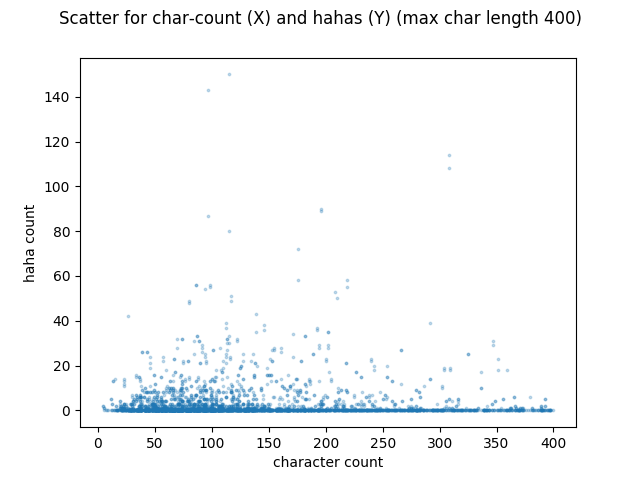 Scatter for char-count (X) and hahas (Y) (max char length 400)
haha count
140
120
100
80
60
40
20
0
0 50 100 150 200 250 300 350 400
character count